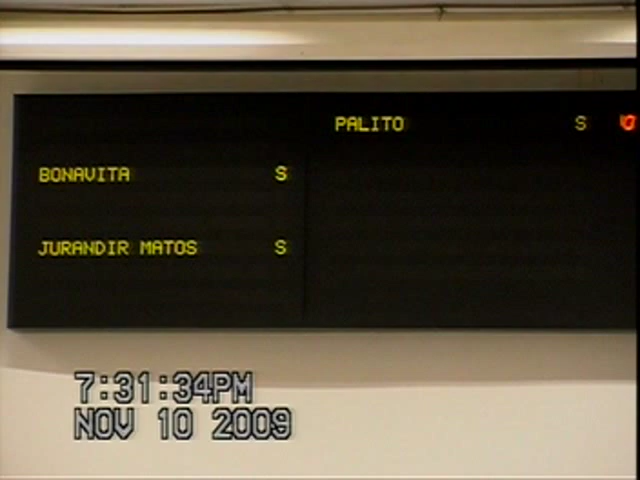 PALITO S
BONAVITA S
JURANDIR MATOS S
7:31:34PM
NOV 10 2009